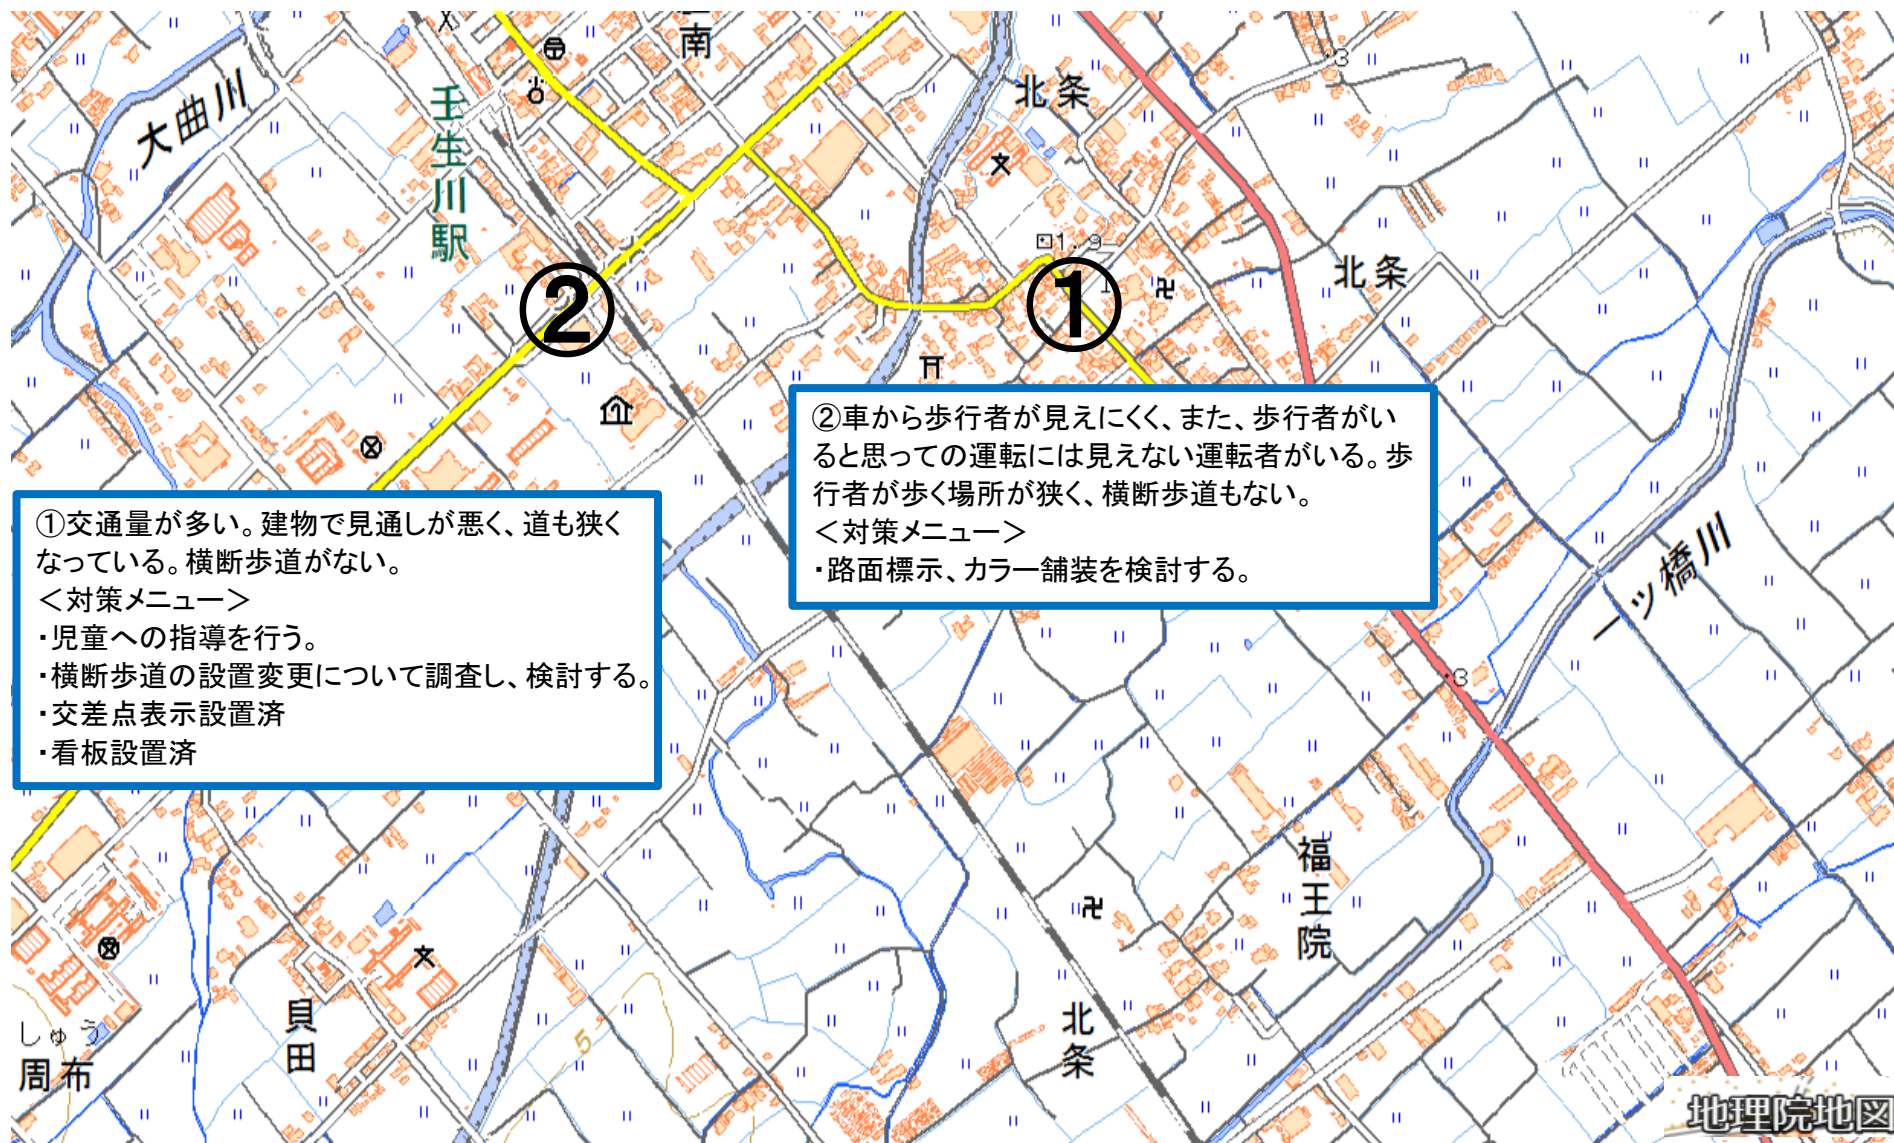 南
北条
3
大曲川
壬生川駅
1.9
北条
②
①
②車から歩行者が見えにくく、また、歩行者がい
ると思っての運転には見えない運転者がいる。歩
行者が歩く場所が狭く、横断歩道もない。
＜対策メニュー＞
・路面標示、カラー舗装を検討する。
①交通量が多い。建物で見通しが悪く、道も狭く
なっている。横断歩道がない。
＜対策メニュー＞
・児童への指導を行う。
・横断歩道の設置変更について調査し、検討する。
・交差点表示設置済
・看板設置済
一ツ橋川
3
福王院
貝田
北条
5
しゅう
周布
地理院地図